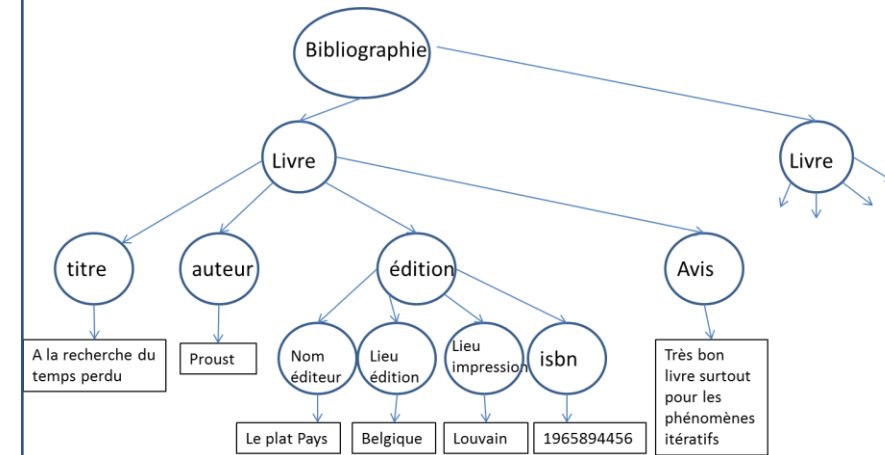 Bibliographie
Livre
Livre
titre
auteur
édition
Avis
A la recherche du
temps perdu
Proust
Nom
éditeur
Lieu
édition
Lieu
impression
isbn
Très bon
livre surtout
pour les
phénomènes
itératifs
Le plat Pays
Belgique
Louvain
1965894456